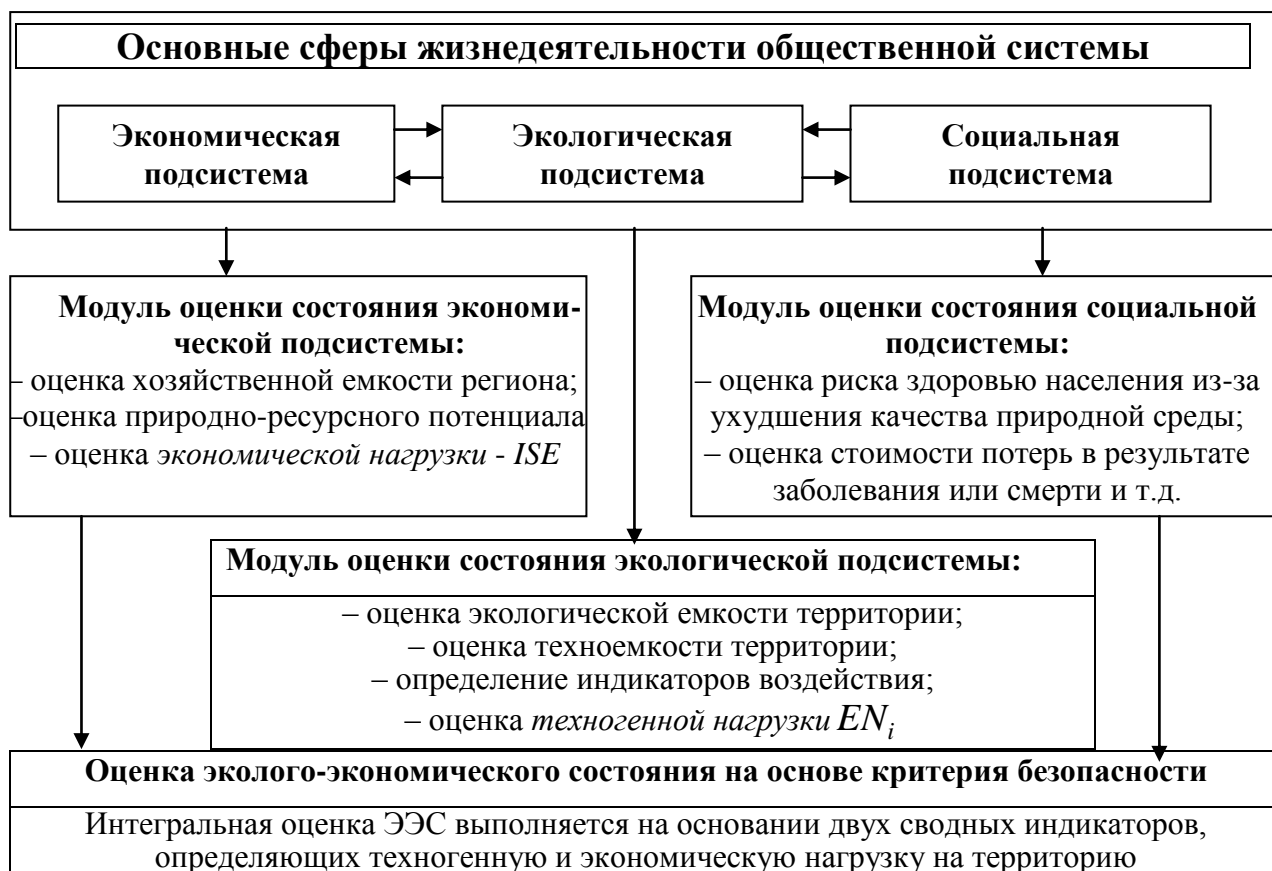 Основные сферы жизнедеятельности общественной системы
Экономическая
подсистема
Экологическая
подсистема
Социальная
подсистема
Модуль оценки состояния экономи-
ческой подсистемы:
– оценка хозяйственной емкости региона;
–оценка природно-ресурсного потенциала
– оценка экономической нагрузки - ISE
Модуль оценки состояния социальной
подсистемы:
– оценка риска здоровью населения из-за
ухудшения качества природной среды;
– оценка стоимости потерь в результате
заболевания или смерти и т.д.
Модуль оценки состояния экологической подсистемы:
– оценка экологической емкости территории;
– оценка техноемкости территории;
– определение индикаторов воздействия;
– оценка техногенной нагрузки EN_i
Оценка эколого-экономического состояния на основе критерия безопасности
Интегральная оценка ЭЭС выполняется на основании двух сводных индикаторов,
определяющих техногенную и экономическую нагрузку на территорию